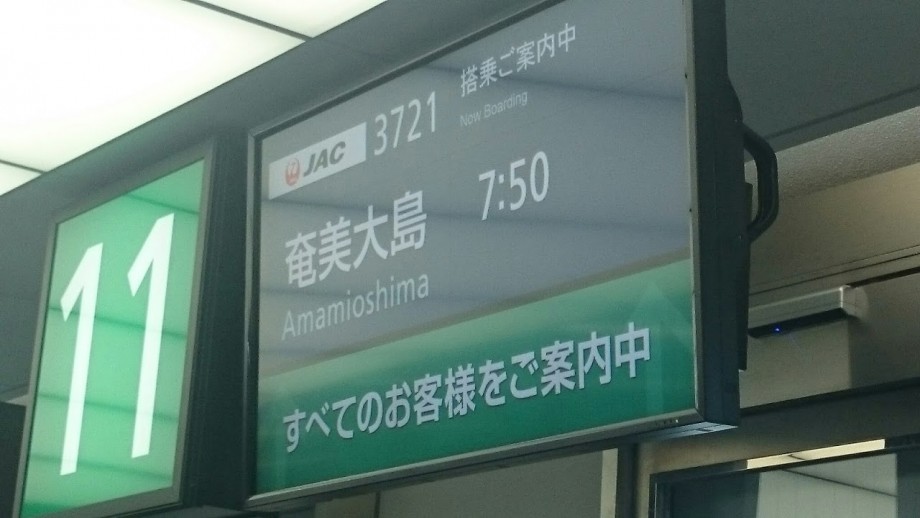 11
JAC 3721 搭乗ご案内中
Now Boarding
奄美大島 7:50
Amamioshima
すべてのお客様をご案内中